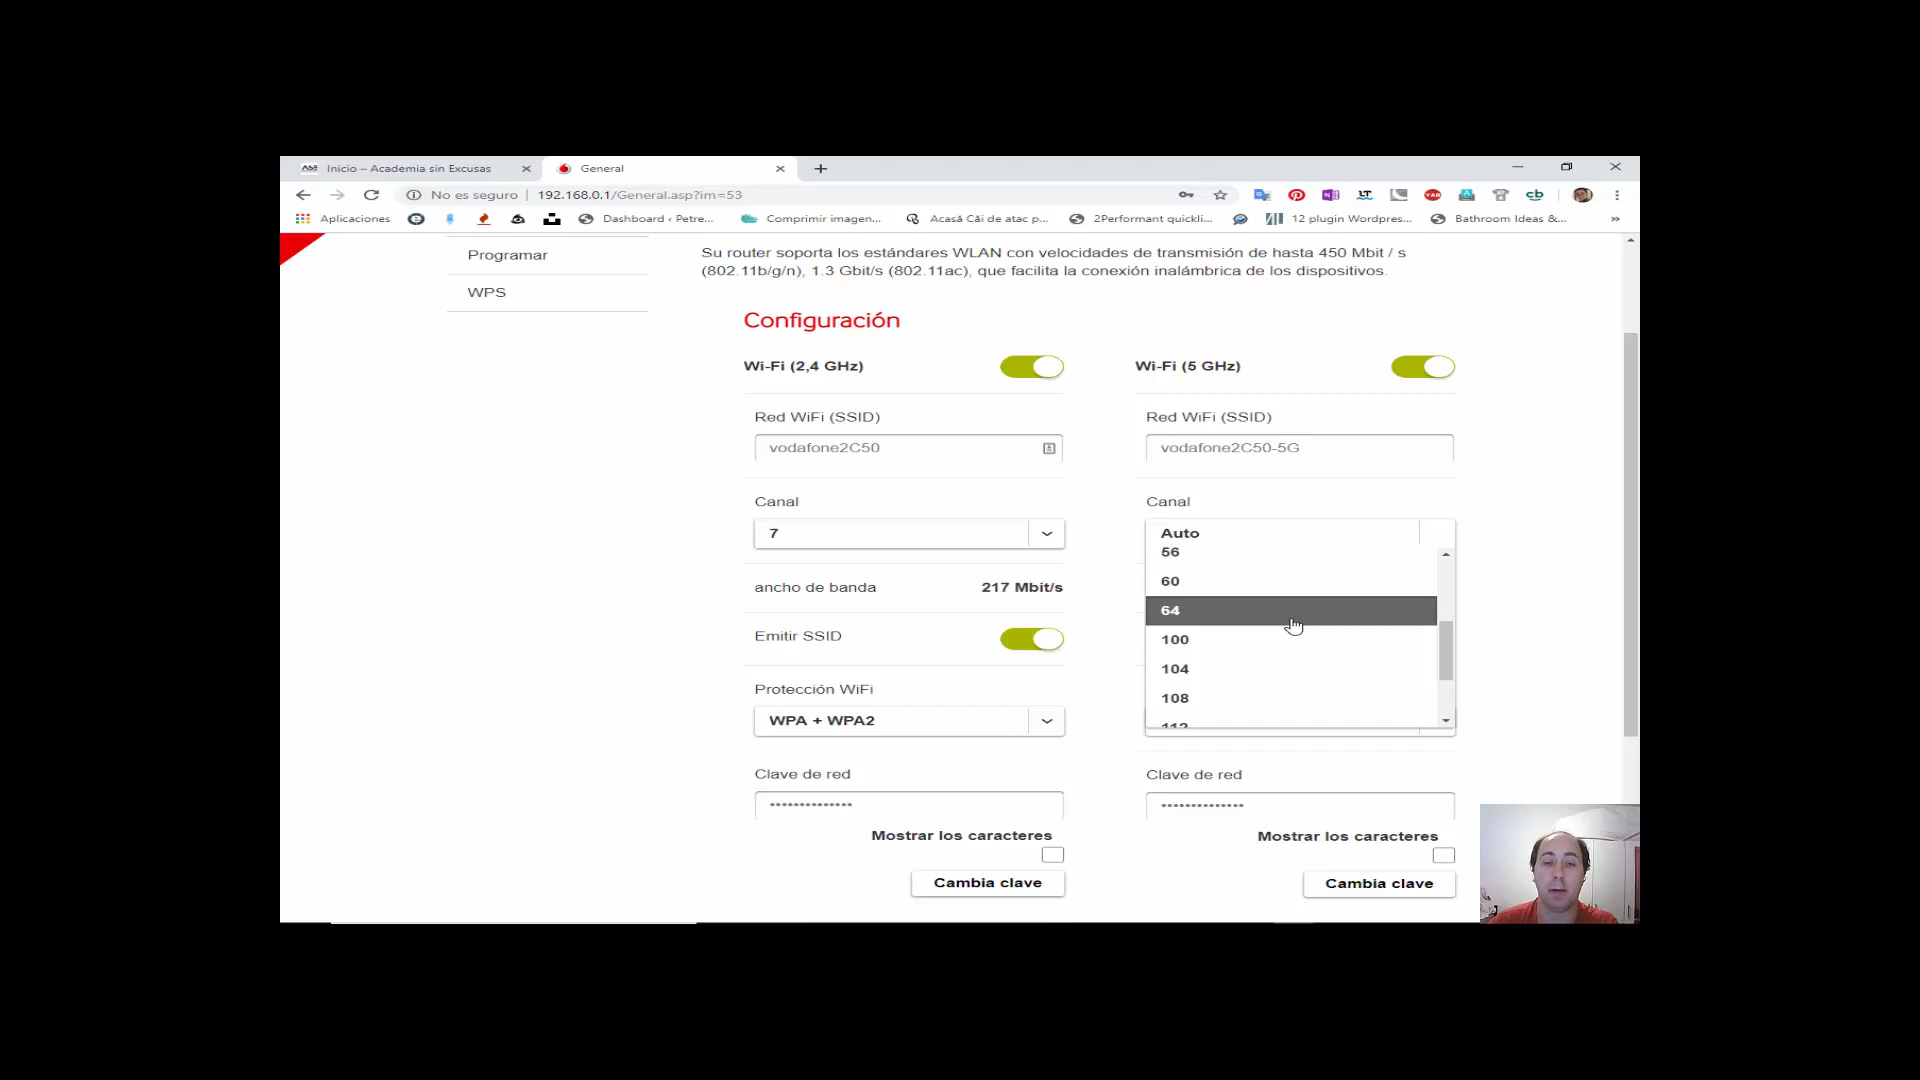 Inicio – Academia sin Excusas
General
No es seguro
192.168.0.1/General.asp?im=53
Aplicaciones
Dashboard ‹ Petre...
Comprimir imagen...
Acasă Căi de atac p...
2Performant quickli...
12 plugin Wordpres...
Bathroom Ideas &...
Programar
WPS
Su router soporta los estándares WLAN con velocidades de transmisión de hasta 450 Mbit / s
(802.11b/g/n), 1.3 Gbit/s (802.11ac), que facilita la conexión inalámbrica de los dispositivos.
Configuración
Wi-Fi (2,4 GHz)
Wi-Fi (5 GHz)
Red WiFi (SSID)
Red WiFi (SSID)
vodafone2C50
vodafone2C50-5G
Canal
Canal
7
Auto
56
60
64
100
104
108
112
ancho de banda
217 Mbit/s
Emitir SSID
Protección WiFi
WPA + WPA2
Clave de red
Clave de red
Mostrar los caracteres
Mostrar los caracteres
Cambia clave
Cambia clave